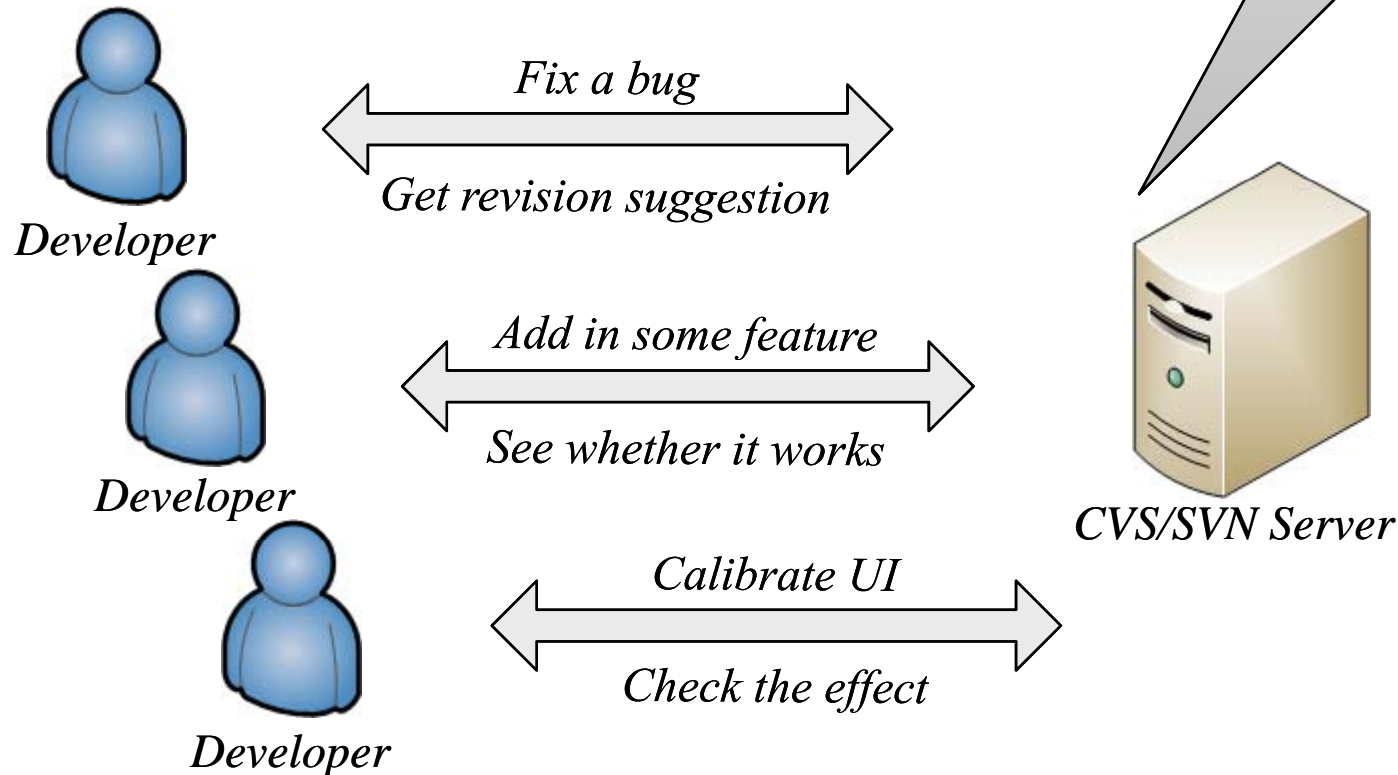 Fix a bug
Get revision suggestion
Developer
Add in some feature
See whether it works
Developer
CVS/SVN Server
Calibrate UI
Check the effect
Developer